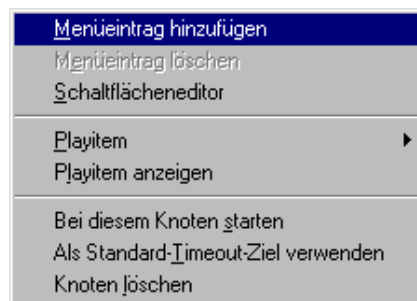 Menüeintrag hinzufügen
Menüeintrag löschen
Schaltflächeneditor
Playitem
Playitem anzeigen
Bei diesem Knoten starten
Als Standard-Timeout-Ziel verwenden
Knoten löschen